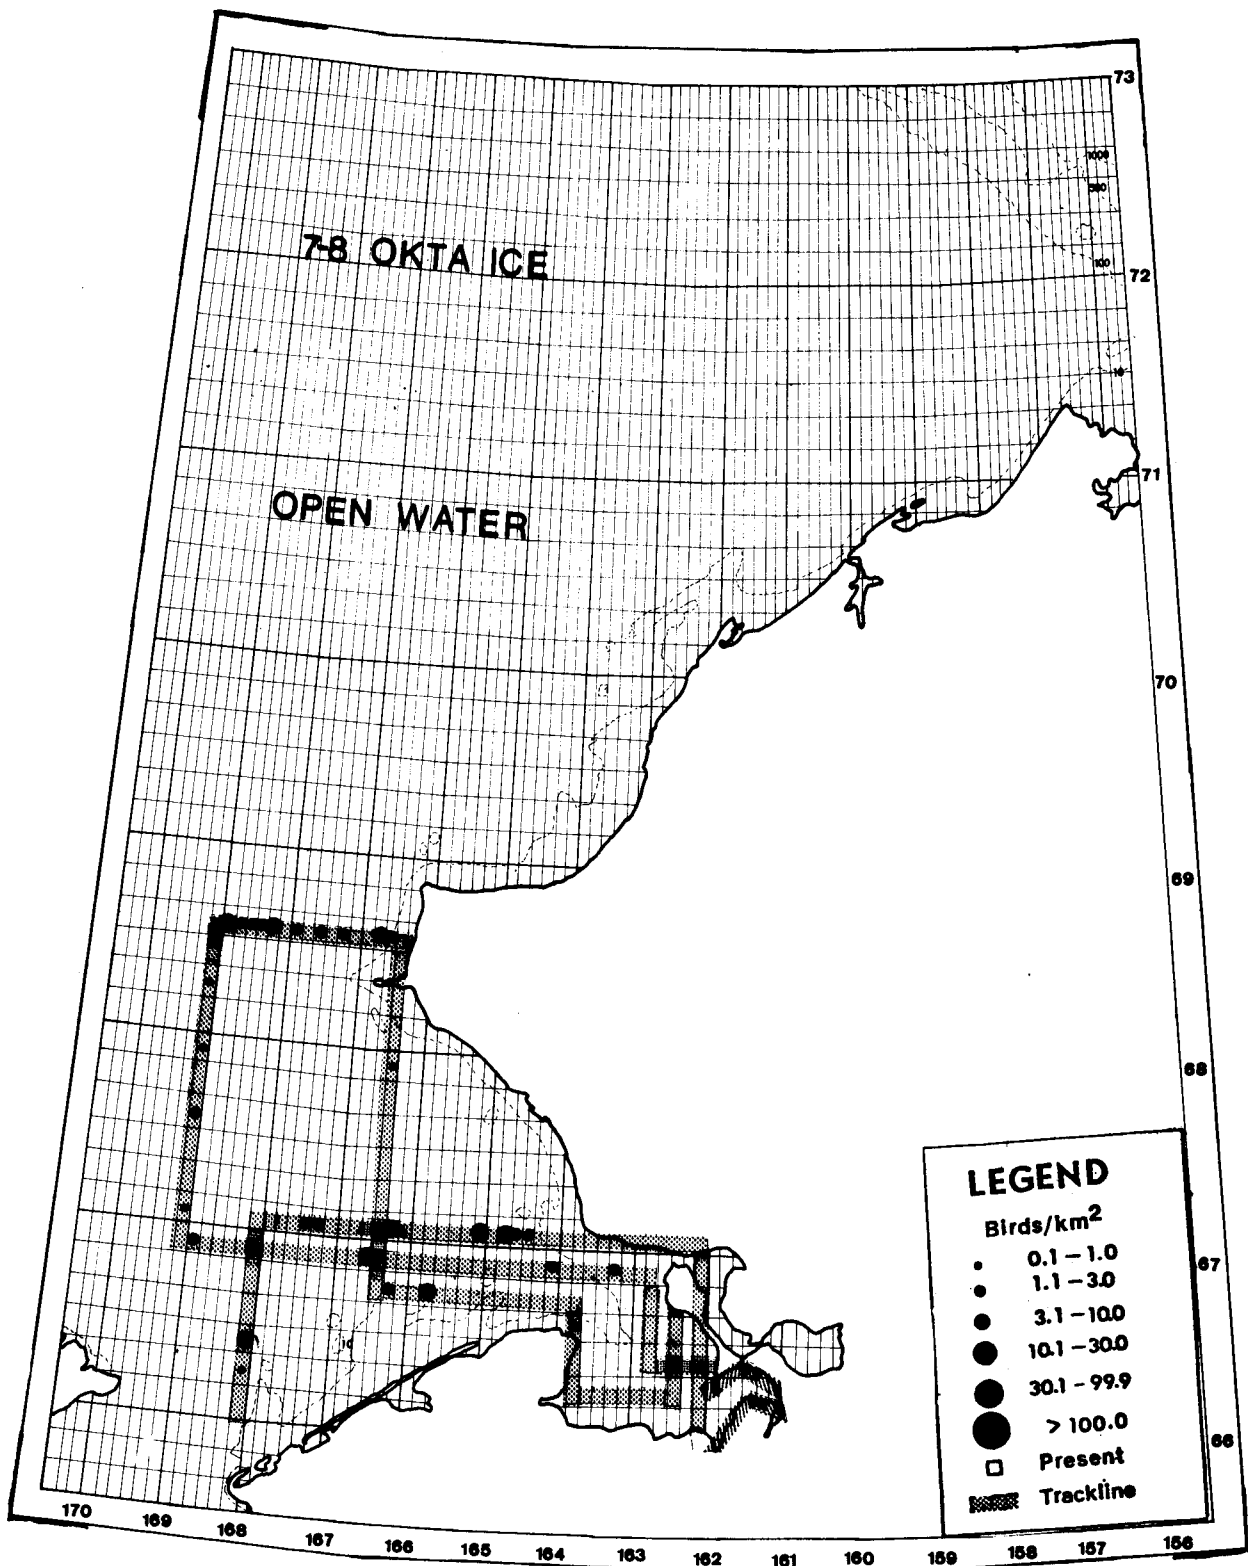 73
1000
500
7-8 OKTA ICE
100
72
10
71
OPEN WATER
70
69
68
LEGEND
Birds/km2
0.1 – 1.0
1.1 – 3.0
3.1 – 10.0
10.1 – 30.0
30.1 – 99.9
> 100.0
Present
Trackline
67
10
66
170 169 168 167 166 165 164 163 162 161 160 159 158 157 156